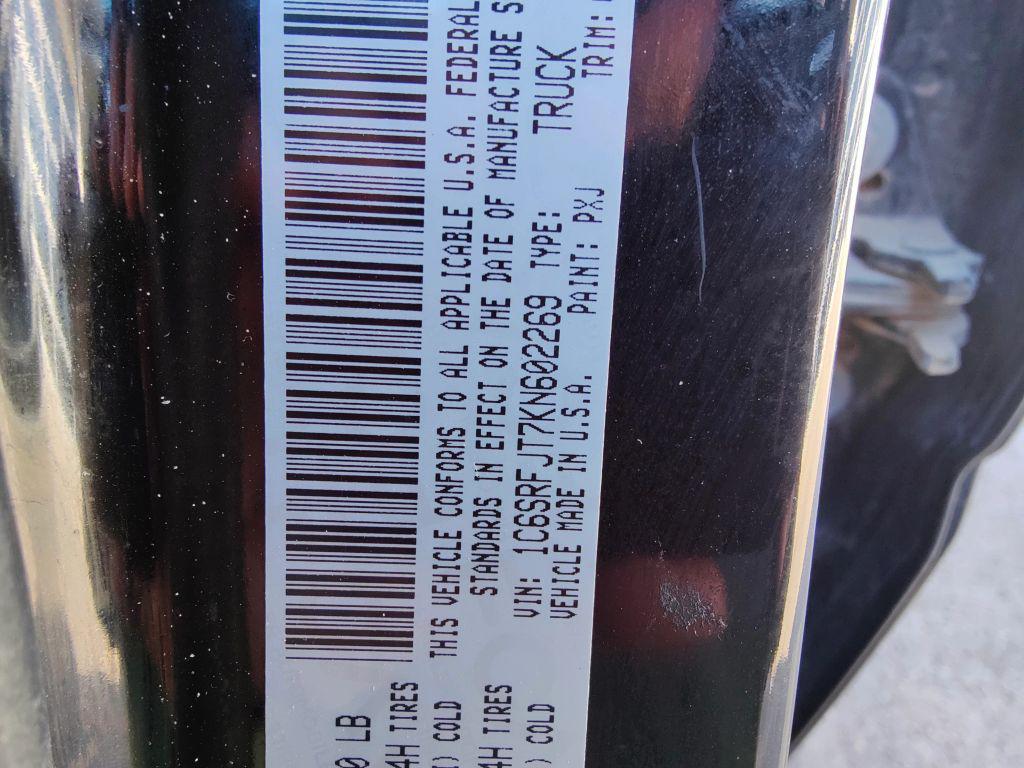 0 LB
4H TIRES
) COLD
THIS VEHICLE CONFORMS TO ALL APPLICABLE U.S.A. FEDERAL
STANDARDS IN EFFECT ON THE DATE OF MANUFACTURE S
4H TIRES
) COLD
VIN: 1C6SRFJT7KN602269 TYPE: TRUCK
VEHICLE MADE IN U.S.A. PAINT: PXJ TRIM: